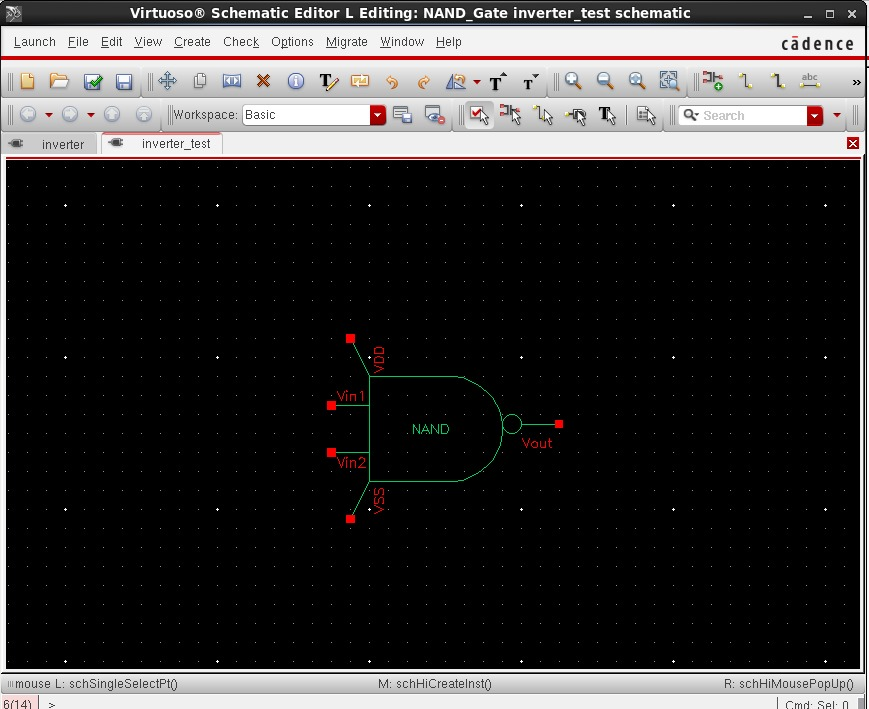 Virtuoso® Schematic Editor L Editing: NAND_Gate inverter_test schematic
Launch File Edit View Create Check Options Migrate Window Help cādence
abc »
Workspace: Basic Search
inverter inverter_test
VDD
Vin1
NAND
Vout
Vin2
VSS
mouse L: schSingleSelectPt() M: schHiCreateInst() R: schHiMousePopUp()
6(14) > Cmd: Sel: 0